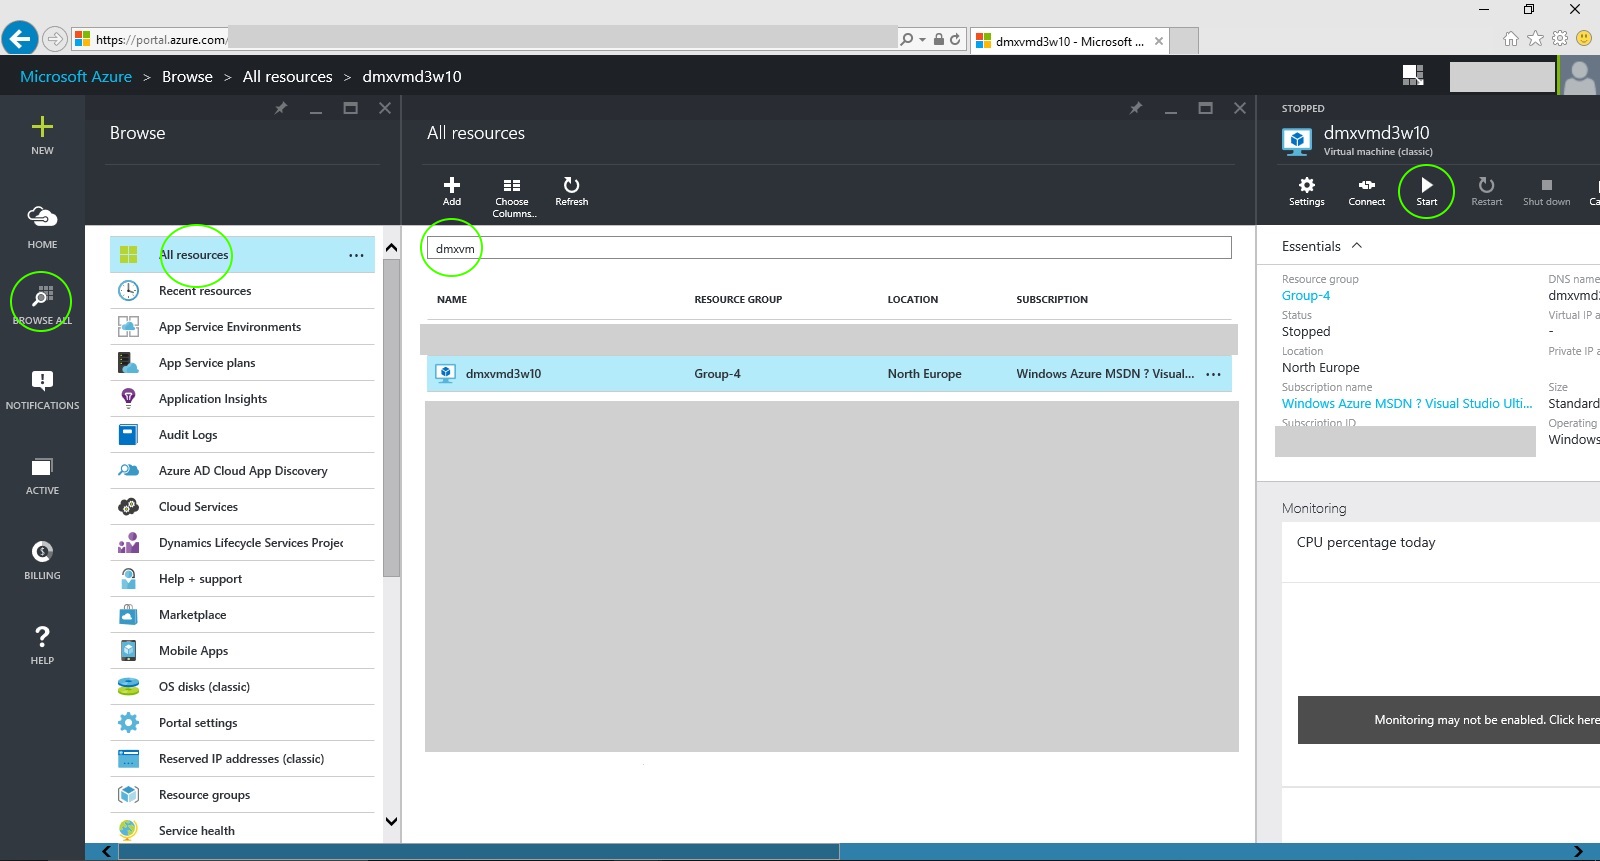 https://portal.azure.com/
dmxvmd3w10 - Microsoft ...
Microsoft Azure > Browse > All resources > dmxvmd3w10
NEW
HOME
BROWSE ALL
NOTIFICATIONS
ACTIVE
BILLING
HELP
Browse
All resources
Recent resources
App Service Environments
App Service plans
Application Insights
Audit Logs
Azure AD Cloud App Discovery
Cloud Services
Dynamics Lifecycle Services Projec
Help + support
Marketplace
Mobile Apps
OS disks (classic)
Portal settings
Reserved IP addresses (classic)
Resource groups
Service health
All resources
Add
Choose
Columns..
Refresh
dmxvm
NAME RESOURCE GROUP LOCATION SUBSCRIPTION
dmxvmd3w10 Group-4 North Europe Windows Azure MSDN ? Visual...
STOPPED
dmxvmd3w10
Virtual machine (classic)
Settings Connect Start Restart Shut down Ca
Essentials
Resource group
Group-4
Status
Stopped
Location
North Europe
Subscription name
Windows Azure MSDN ? Visual Studio Ulti...
Subscription ID
DNS name
dmxvmd3
Virtual IP a
-
Private IP a
Size
Standard
Operating
Windows
Monitoring
CPU percentage today
Monitoring may not be enabled. Click here